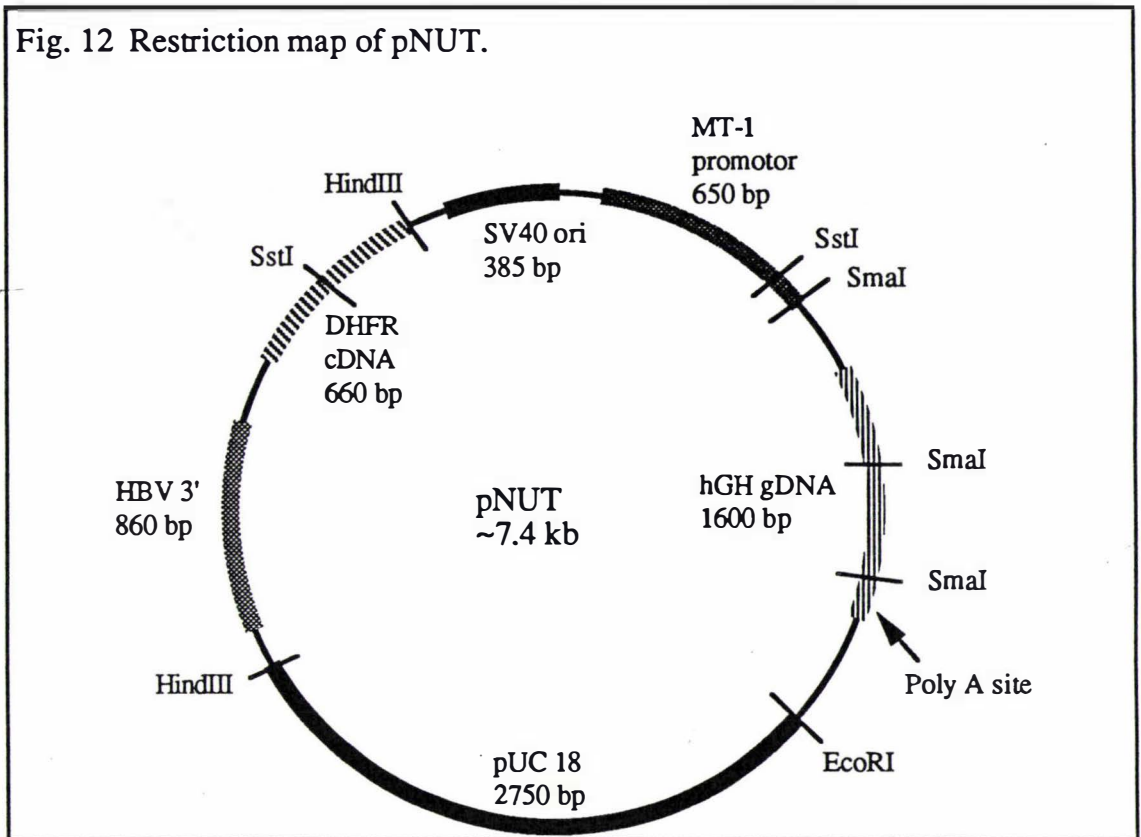 Fig. 12 Restriction map of pNUT.
MT-1
promotor
650 bp
HindIII
SV40 ori
385 bp
SstI
SstI
SmaI
DHFR
cDNA
660 bp
SmaI
HBV 3'
860 bp
pNUT
~7.4 kb
hGH gDNA
1600 bp
SmaI
HindIII
Poly A site
pUC 18
2750 bp
EcoRI